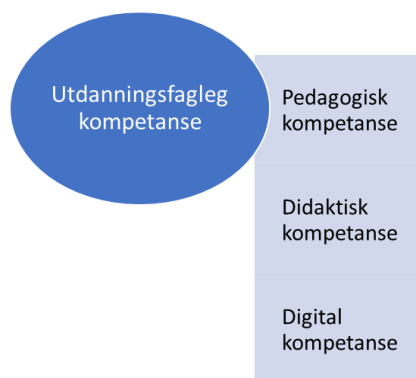 Utdanningsfagleg
kompetanse
Pedagogisk
kompetanse
Didaktisk
kompetanse
Digital
kompetanse